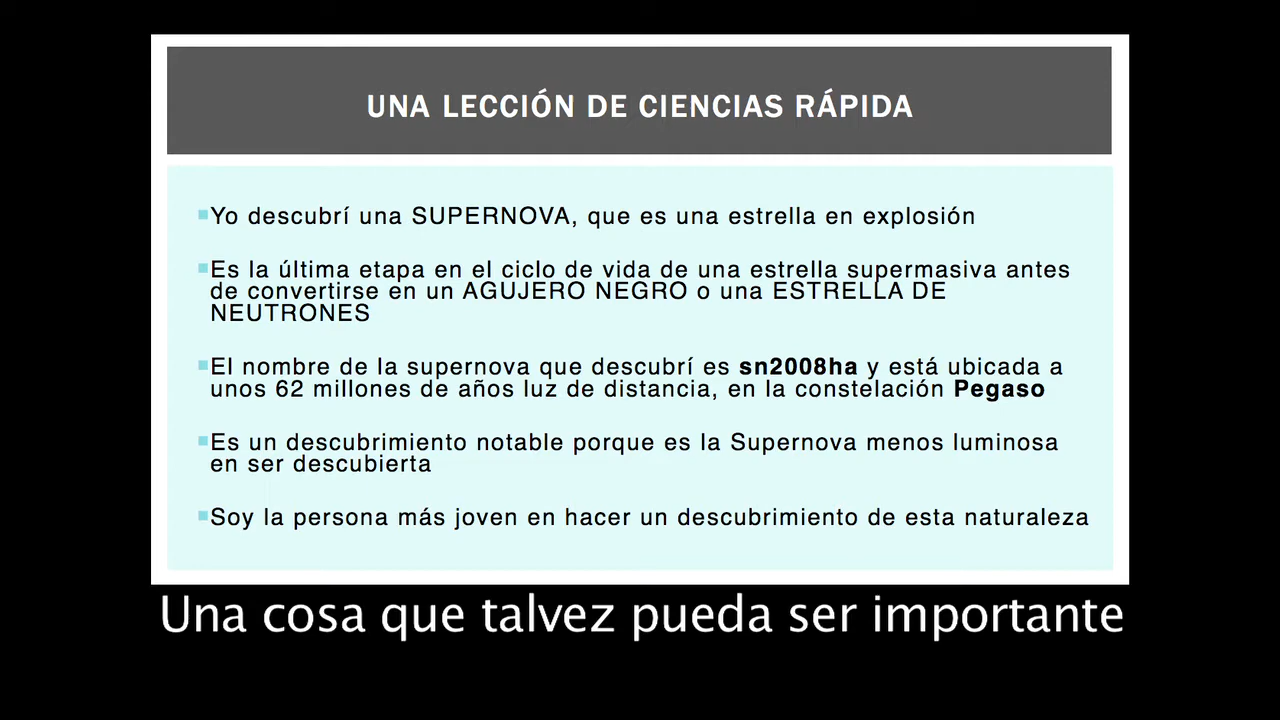 UNA LECCIÓN DE CIENCIAS RÁPIDA
Yo descubrí una SUPERNOVA, que es una estrella en explosión
Es la última etapa en el ciclo de vida de una estrella supermasiva antes
de convertirse en un AGUJERO NEGRO o una ESTRELLA DE
NEUTRONES
El nombre de la supernova que descubrí es sn2008ha y está ubicada a
unos 62 millones de años luz de distancia, en la constelación Pegaso
Es un descubrimiento notable porque es la Supernova menos luminosa
en ser descubierta
Soy la persona más joven en hacer un descubrimiento de esta naturaleza
Una cosa que talvez pueda ser importante